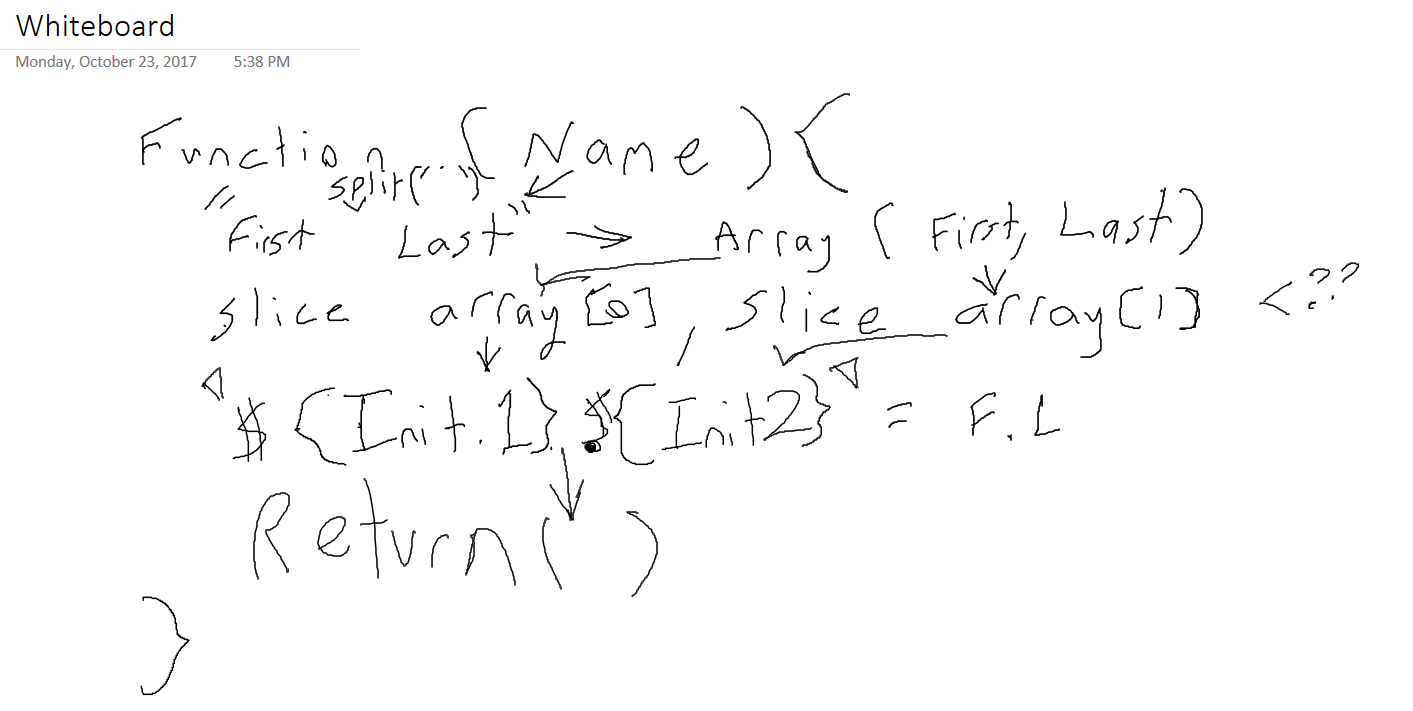 Whiteboard
Monday, October 23, 2017 5:38 PM
Function (Name){
split(" ")
"First Last" → Array (First, Last)
slice array[0], slice array[1] <??
${Init.1}.${Init2} = F.L
Return( )
}